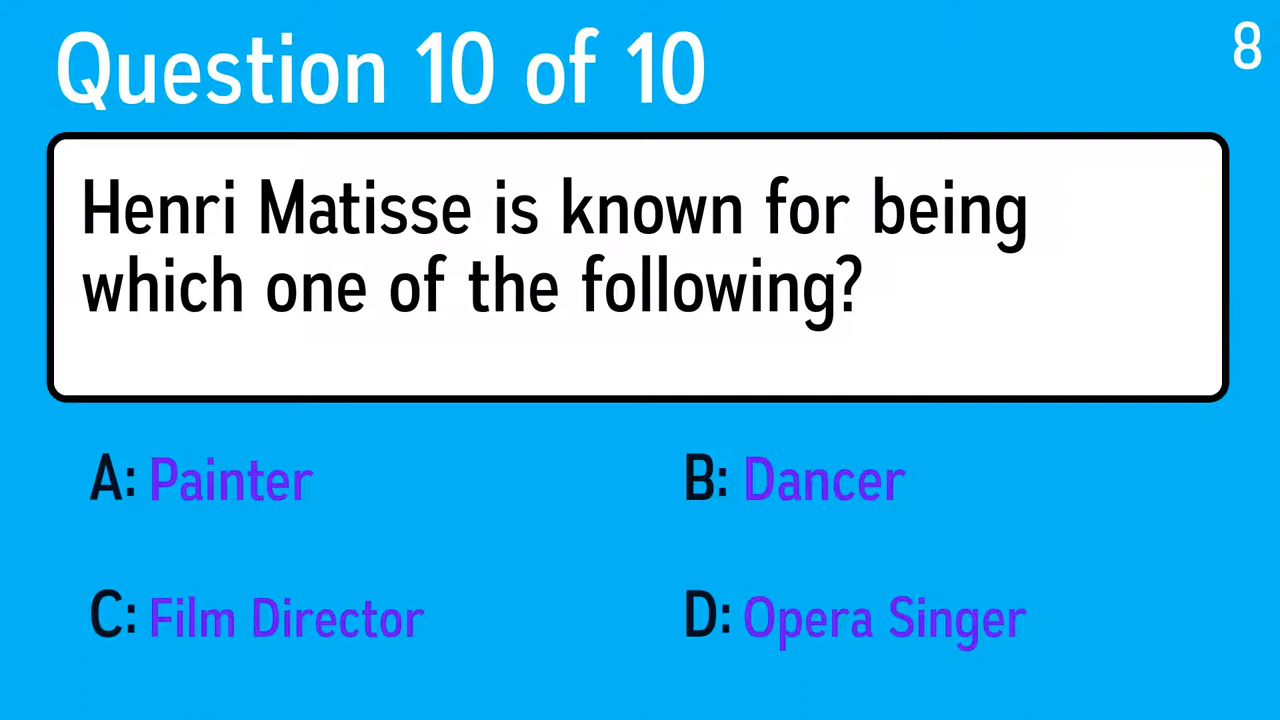 Question 10 of 10
8
Henri Matisse is known for being
which one of the following?
A: Painter
B: Dancer
C: Film Director
D: Opera Singer